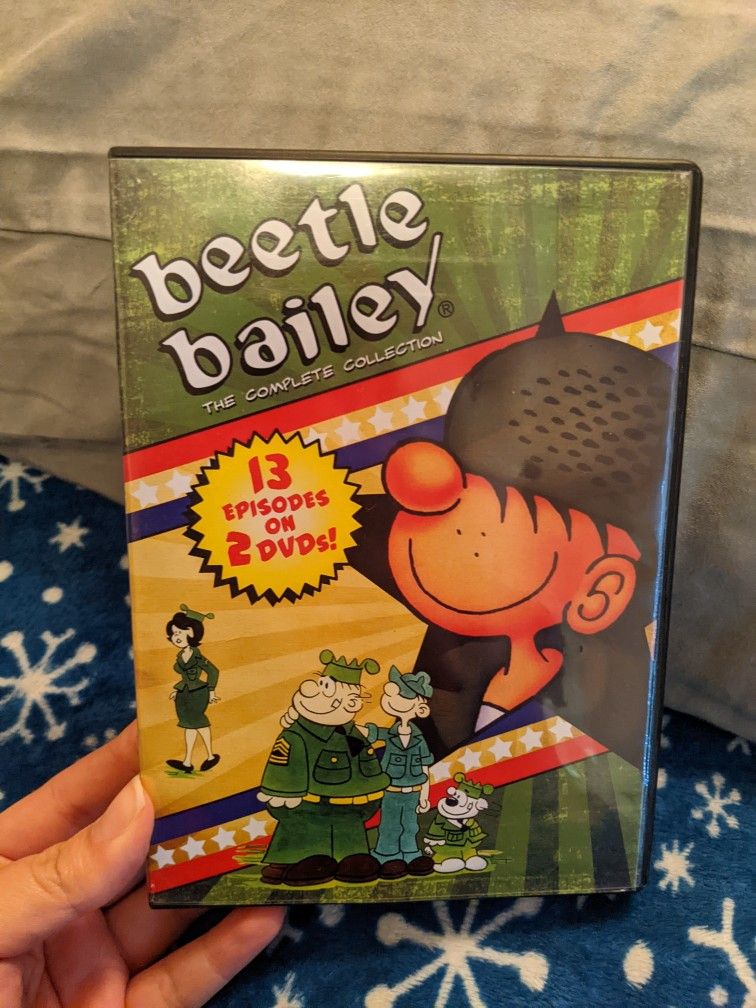 beetle
bailey®
THE COMPLETE COLLECTION
13
EPISODES
ON
2 DVDs!